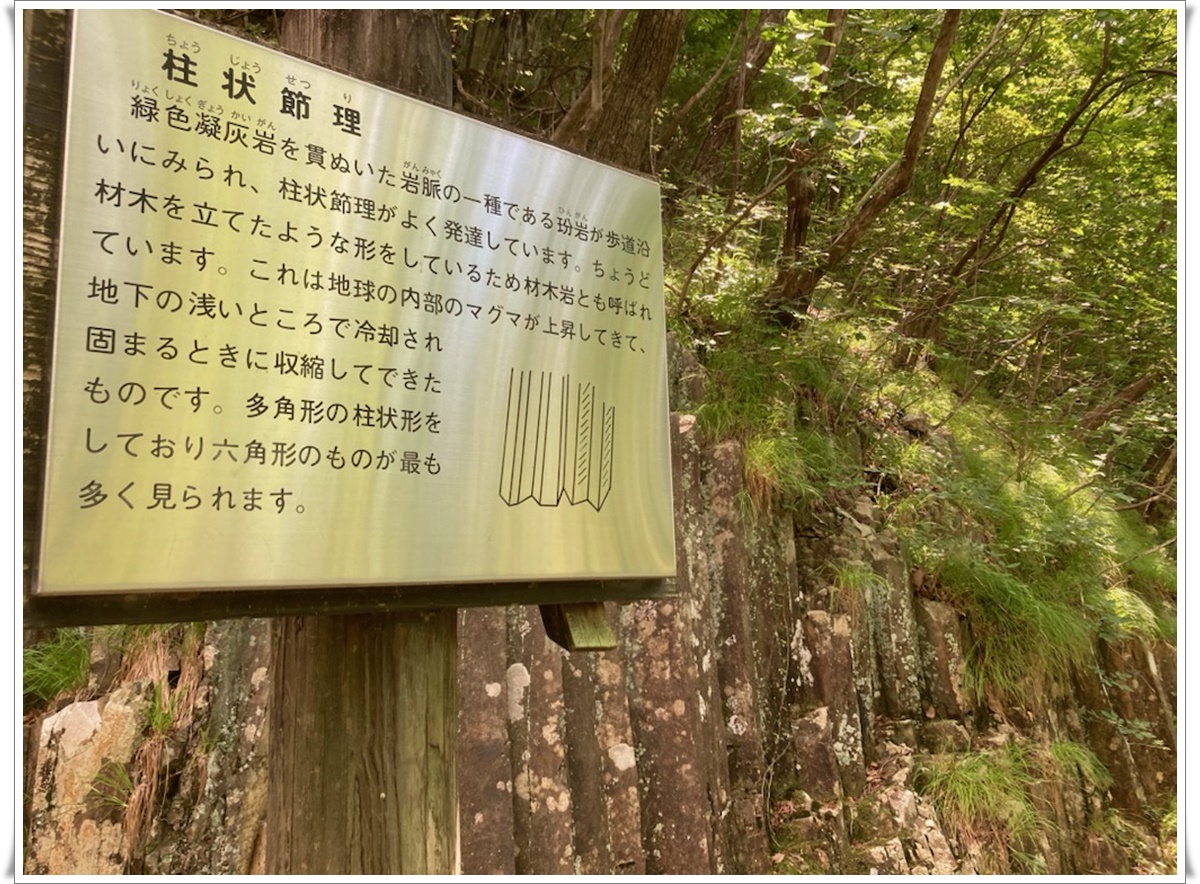 柱状節理
緑色凝灰岩を貫ぬいた岩脈の一種である玢岩が歩道沿
いにみられ、柱状節理がよく発達しています。ちょうど
材木を立てたような形をしているため材木岩とも呼ばれ
ています。これは地球の内部のマグマが上昇してきて、
地下の浅いところで冷却され
固まるときに収縮してできた
ものです。多角形の柱状形を
しており六角形のものが最も
多く見られます。